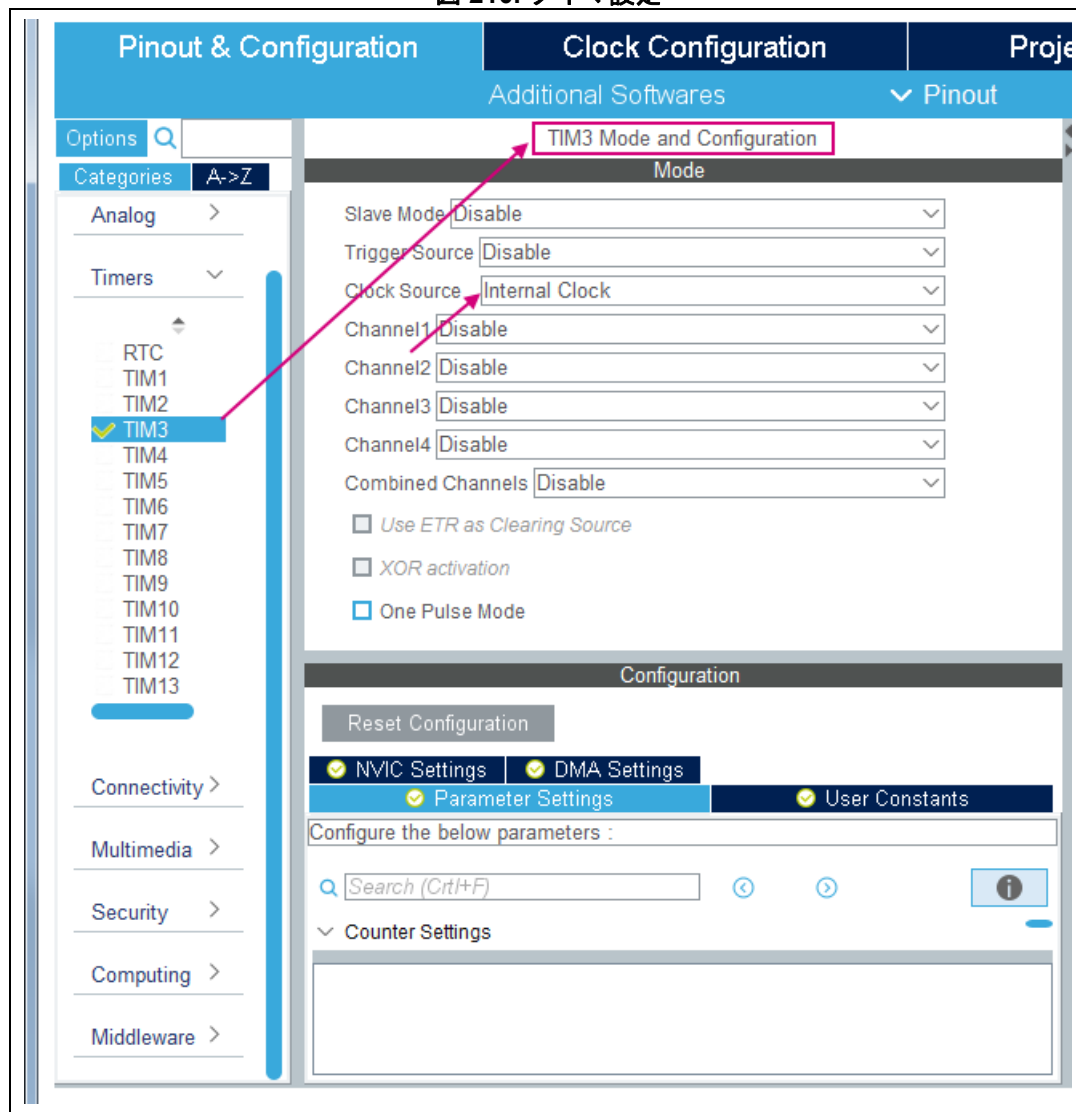 Pinout & Configuration
Clock Configuration
Proje
Additional Softwares
Pinout
Options
Categories
A->Z
Analog
Timers
RTC
TIM1
TIM2
TIM3
TIM4
TIM5
TIM6
TIM7
TIM8
TIM9
TIM10
TIM11
TIM12
TIM13
Connectivity
Multimedia
Security
Computing
Middleware
TIM3 Mode and Configuration
Mode
Slave Mode Disable
Trigger Source Disable
Clock Source Internal Clock
Channel1 Disable
Channel2 Disable
Channel3 Disable
Channel4 Disable
Combined Channels Disable
Use ETR as Clearing Source
XOR activation
One Pulse Mode
Configuration
Reset Configuration
NVIC Settings
DMA Settings
Parameter Settings
User Constants
Configure the below parameters :
Search (Crtl+F)
Counter Settings